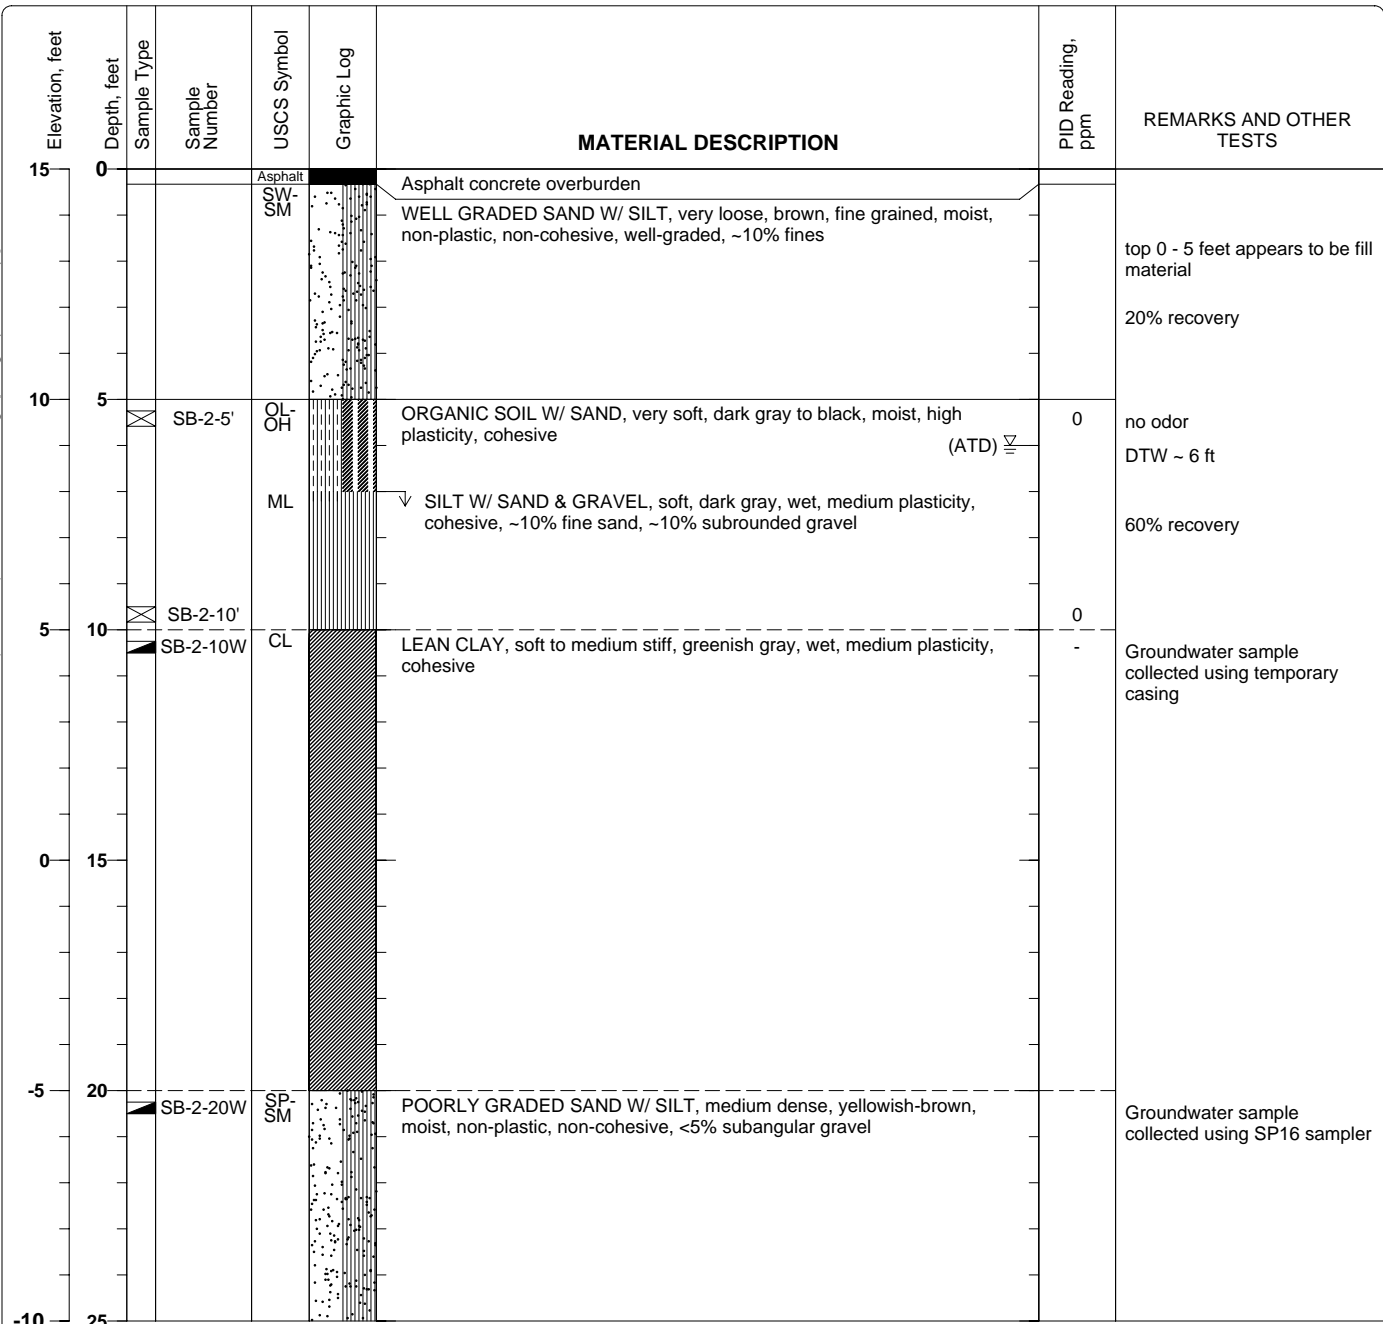 Elevation, feet
Depth, feet
Sample Type
Sample
Number
USCS Symbol
Graphic Log
MATERIAL DESCRIPTION
PID Reading,
ppm
REMARKS AND OTHER
TESTS
15 0
Asphalt
Asphalt concrete overburden
SW-
SM
WELL GRADED SAND W/ SILT, very loose, brown, fine grained, moist,
non-plastic, non-cohesive, well-graded, ~10% fines
top 0 - 5 feet appears to be fill
material
20% recovery
10 5
SB-2-5'
OL-
OH
ORGANIC SOIL W/ SAND, very soft, dark gray to black, moist, high
plasticity, cohesive
0
no odor
(ATD)
DTW ~ 6 ft
ML
SILT W/ SAND & GRAVEL, soft, dark gray, wet, medium plasticity,
cohesive, ~10% fine sand, ~10% subrounded gravel
60% recovery
SB-2-10'
0
5 10
SB-2-10W
CL
LEAN CLAY, soft to medium stiff, greenish gray, wet, medium plasticity,
cohesive
-
Groundwater sample
collected using temporary
casing
0 15
-5 20
SB-2-20W
SP-
SM
POORLY GRADED SAND W/ SILT, medium dense, yellowish-brown,
moist, non-plastic, non-cohesive, <5% subangular gravel
Groundwater sample
collected using SP16 sampler
-10 25